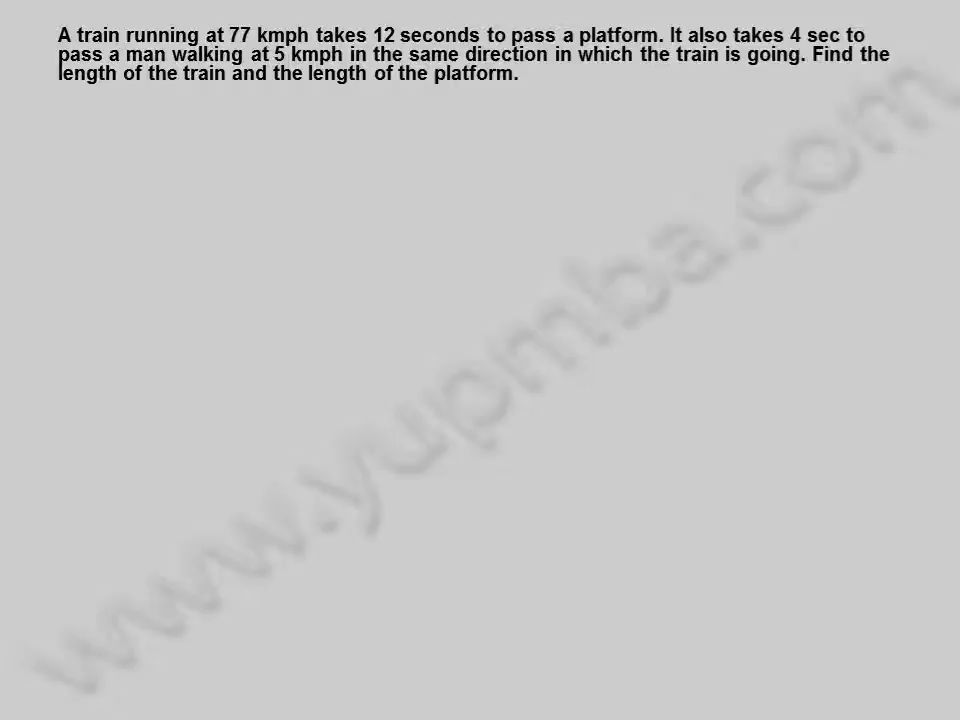 A train running at 77 kmph takes 12 seconds to pass a platform. It also takes 4 sec to
pass a man walking at 5 kmph in the same direction in which the train is going. Find the
length of the train and the length of the platform.
www.yupmba.com